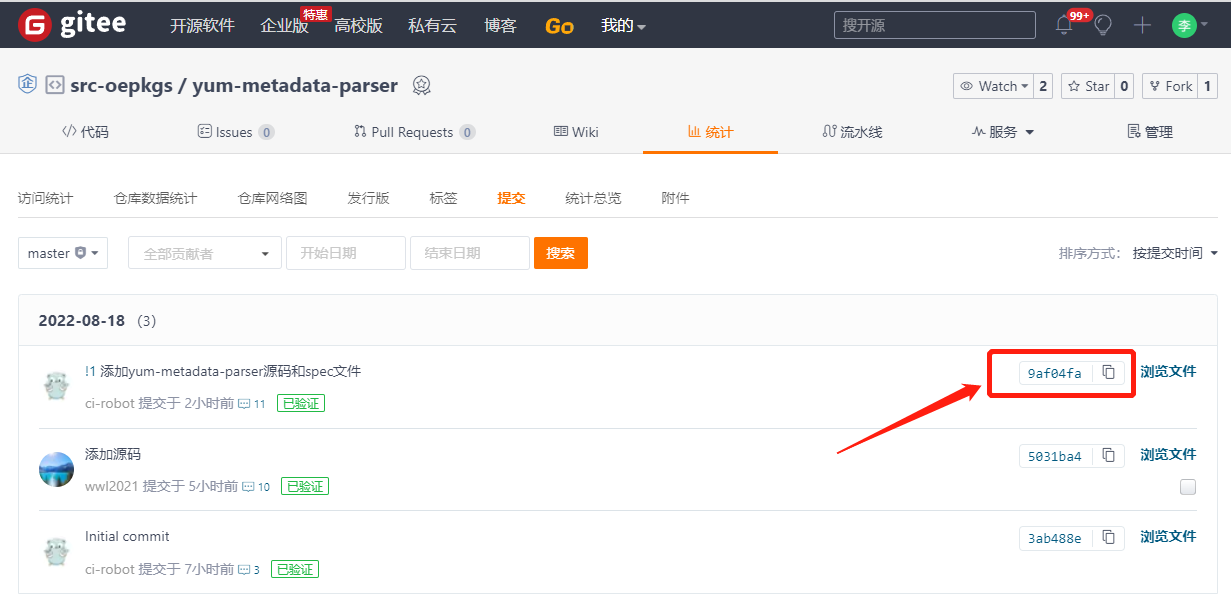 gitee 开源软件 企业版 特惠 高校版 私有云 博客 Go 我的 搜开源 99+ 李
企 src-oepkgs / yum-metadata-parser Watch 2 Star 0 Fork 1
代码 Issues 0 Pull Requests 0 Wiki 统计 流水线 服务 管理
访问统计 仓库数据统计 仓库网络图 发行版 标签 提交 统计总览 附件
master 全部贡献者 开始日期 结束日期 搜索 排序方式： 按提交时间
2022-08-18 (3)
!1 添加yum-metadata-parser源码和spec文件 9af04fa 浏览文件
ci-robot 提交于 2小时前 11 已验证
添加源码 5031ba4 浏览文件
wwl2021 提交于 5小时前 10 已验证
Initial commit 3ab488e 浏览文件
ci-robot 提交于 7小时前 3 已验证